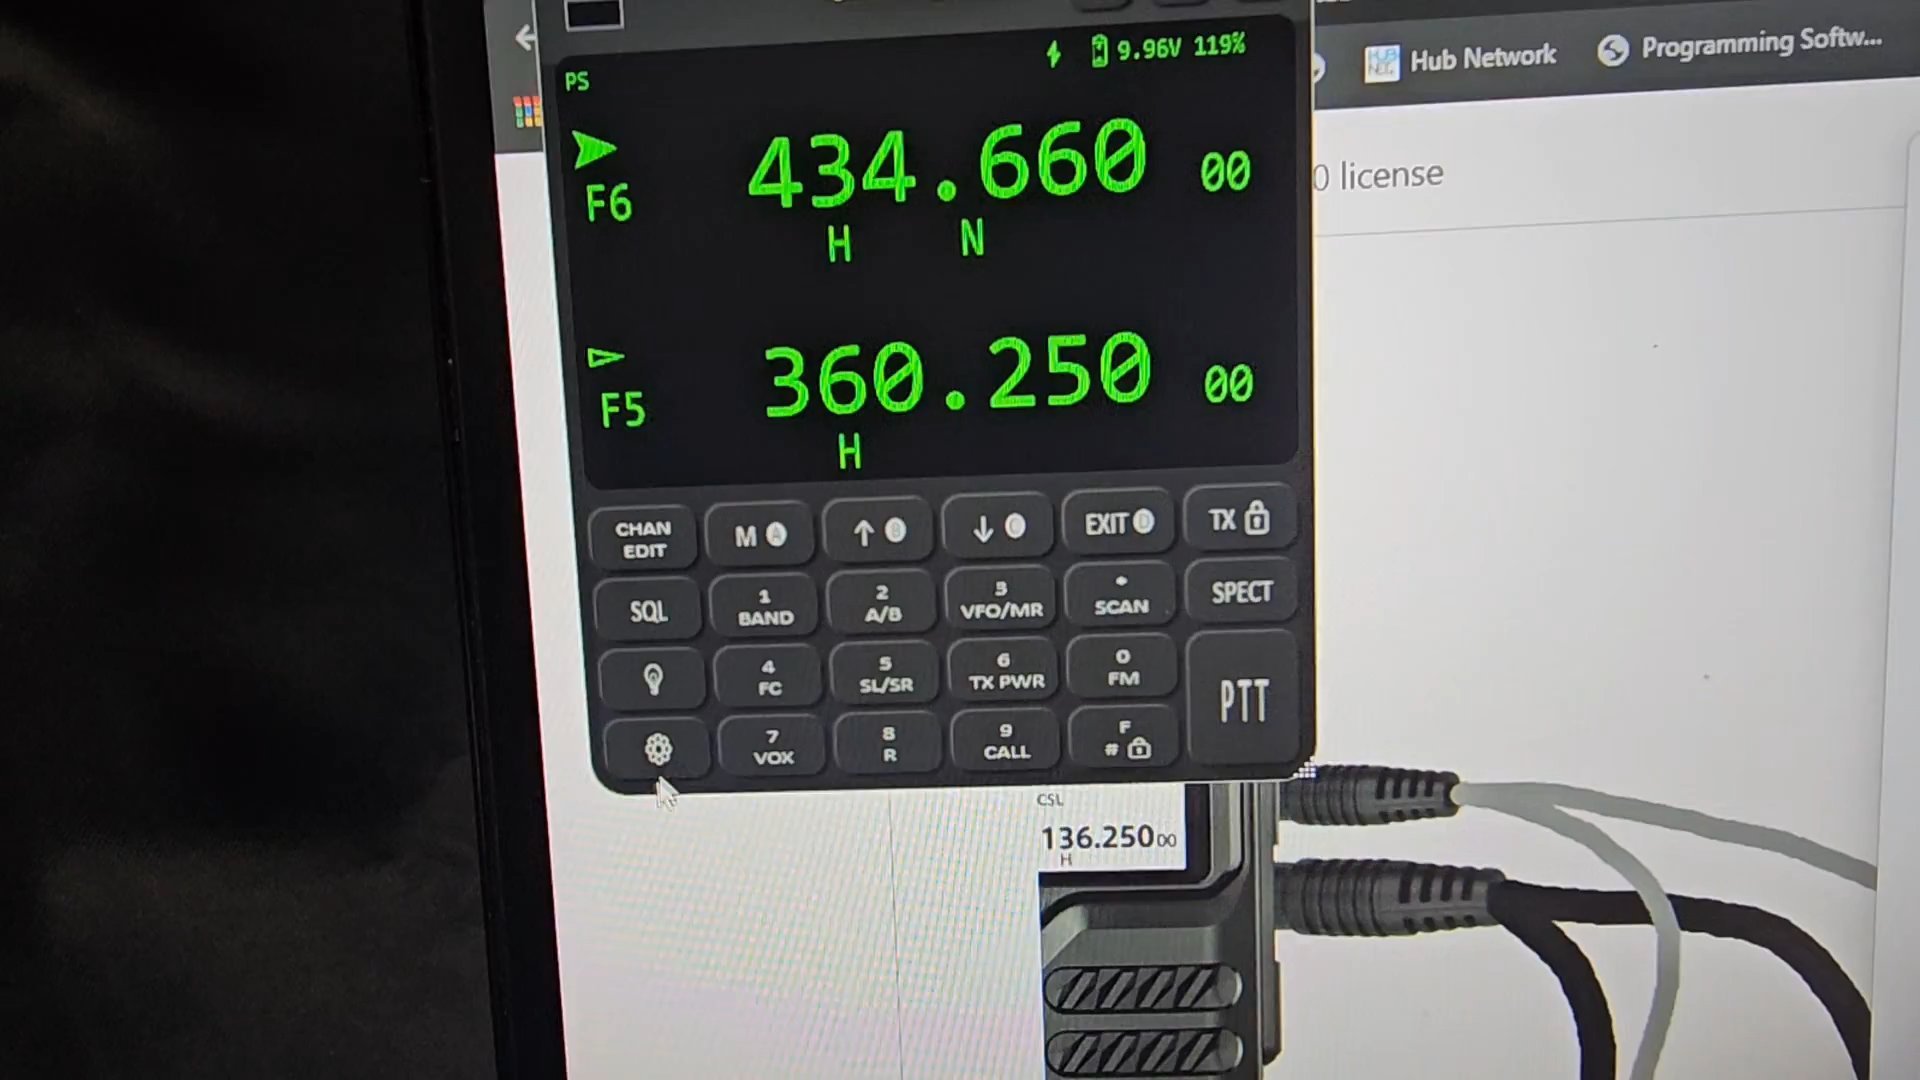 Hub Network
Programming Softw...
9.96V 119%
PS
434.660 00
F6
H N
360.250 00
F5
H
0 license
CHAN EDIT
M A
↑ B
↓ C
EXIT D
TX
SQL
1 BAND
2 A/B
3 VFO/MR
* SCAN
SPECT
4 FC
5 SL/SR
6 TX PWR
0 FM
PTT
7 VOX
8 R
9 CALL
F #
CSL
136.250 00
H